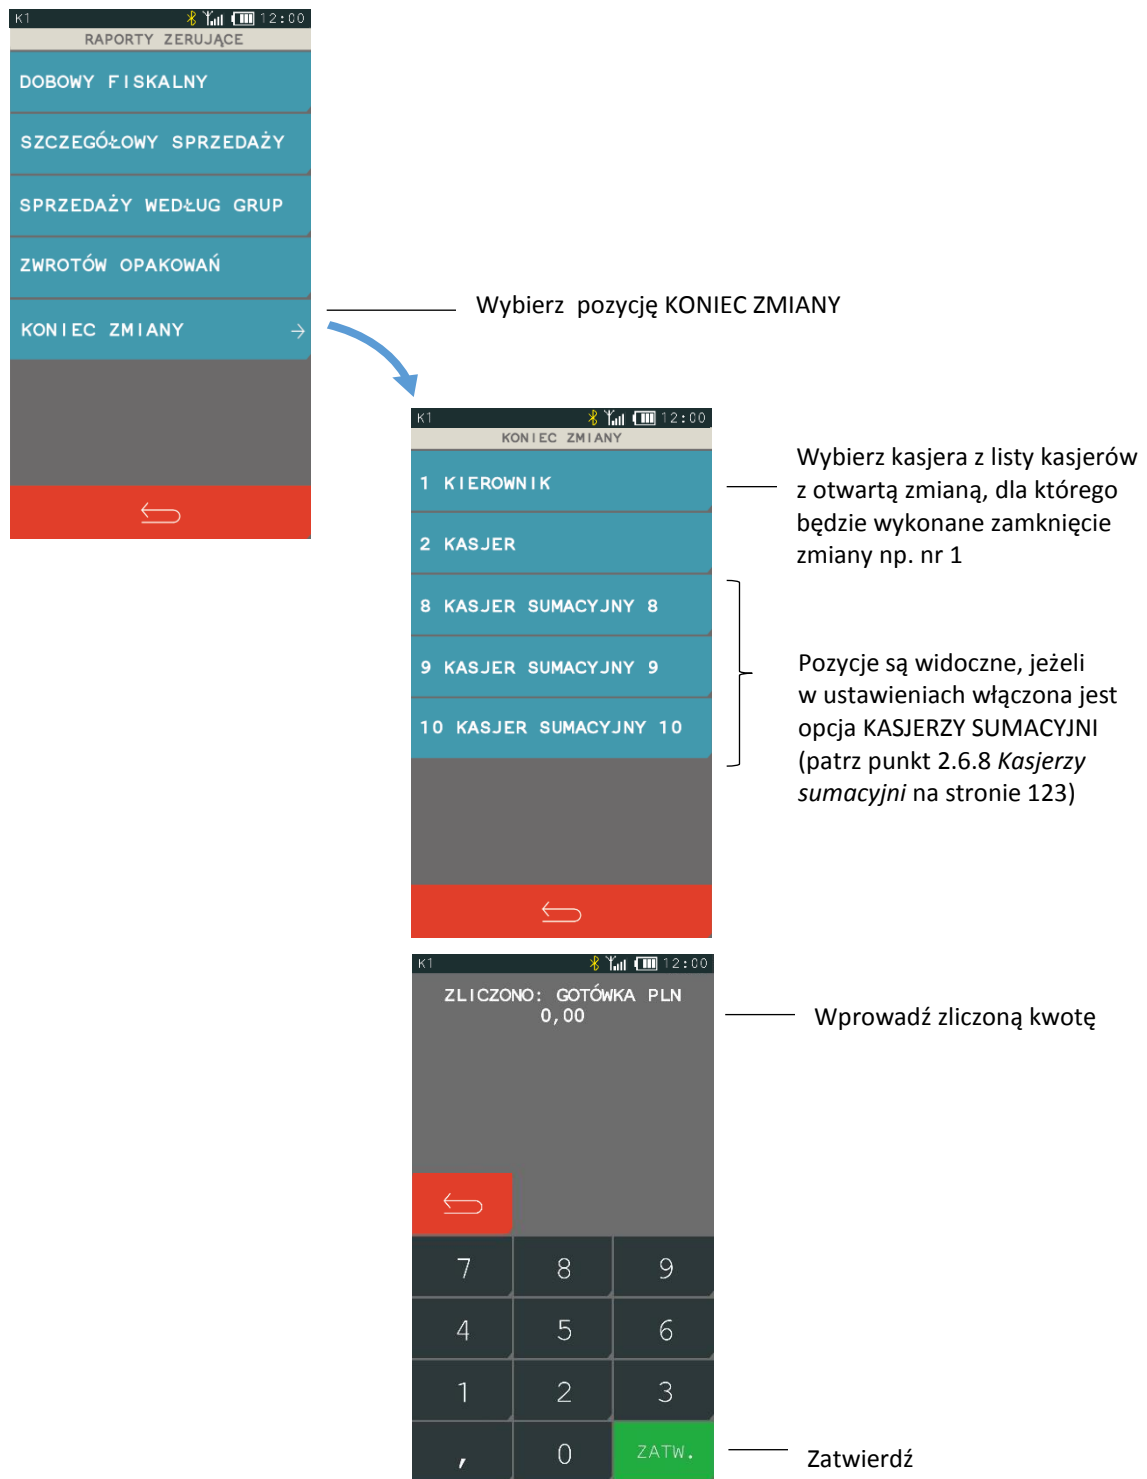 K1 12:00
RAPORTY ZERUJĄCE
DOBOWY FISKALNY
SZCZEGÓŁOWY SPRZEDAŻY
SPRZEDAŻY WEDŁUG GRUP
ZWROTÓW OPAKOWAŃ
KONIEC ZMIANY →
Wybierz pozycję KONIEC ZMIANY
K1 12:00
KONIEC ZMIANY
1 KIEROWNIK
2 KASJER
8 KASJER SUMACYJNY 8
9 KASJER SUMACYJNY 9
10 KASJER SUMACYJNY 10
Wybierz kasjera z listy kasjerów
z otwartą zmianą, dla którego
będzie wykonane zamknięcie
zmiany np. nr 1
Pozycje są widoczne, jeżeli
w ustawieniach włączona jest
opcja KASJERZY SUMACYJNI
(patrz punkt 2.6.8 Kasjerzy
sumacyjni na stronie 123)
K1 12:00
ZLICZONO: GOTÓWKA PLN
0,00
Wprowadź zliczoną kwotę
7 8 9
4 5 6
1 2 3
, 0 ZATW.
Zatwierdź